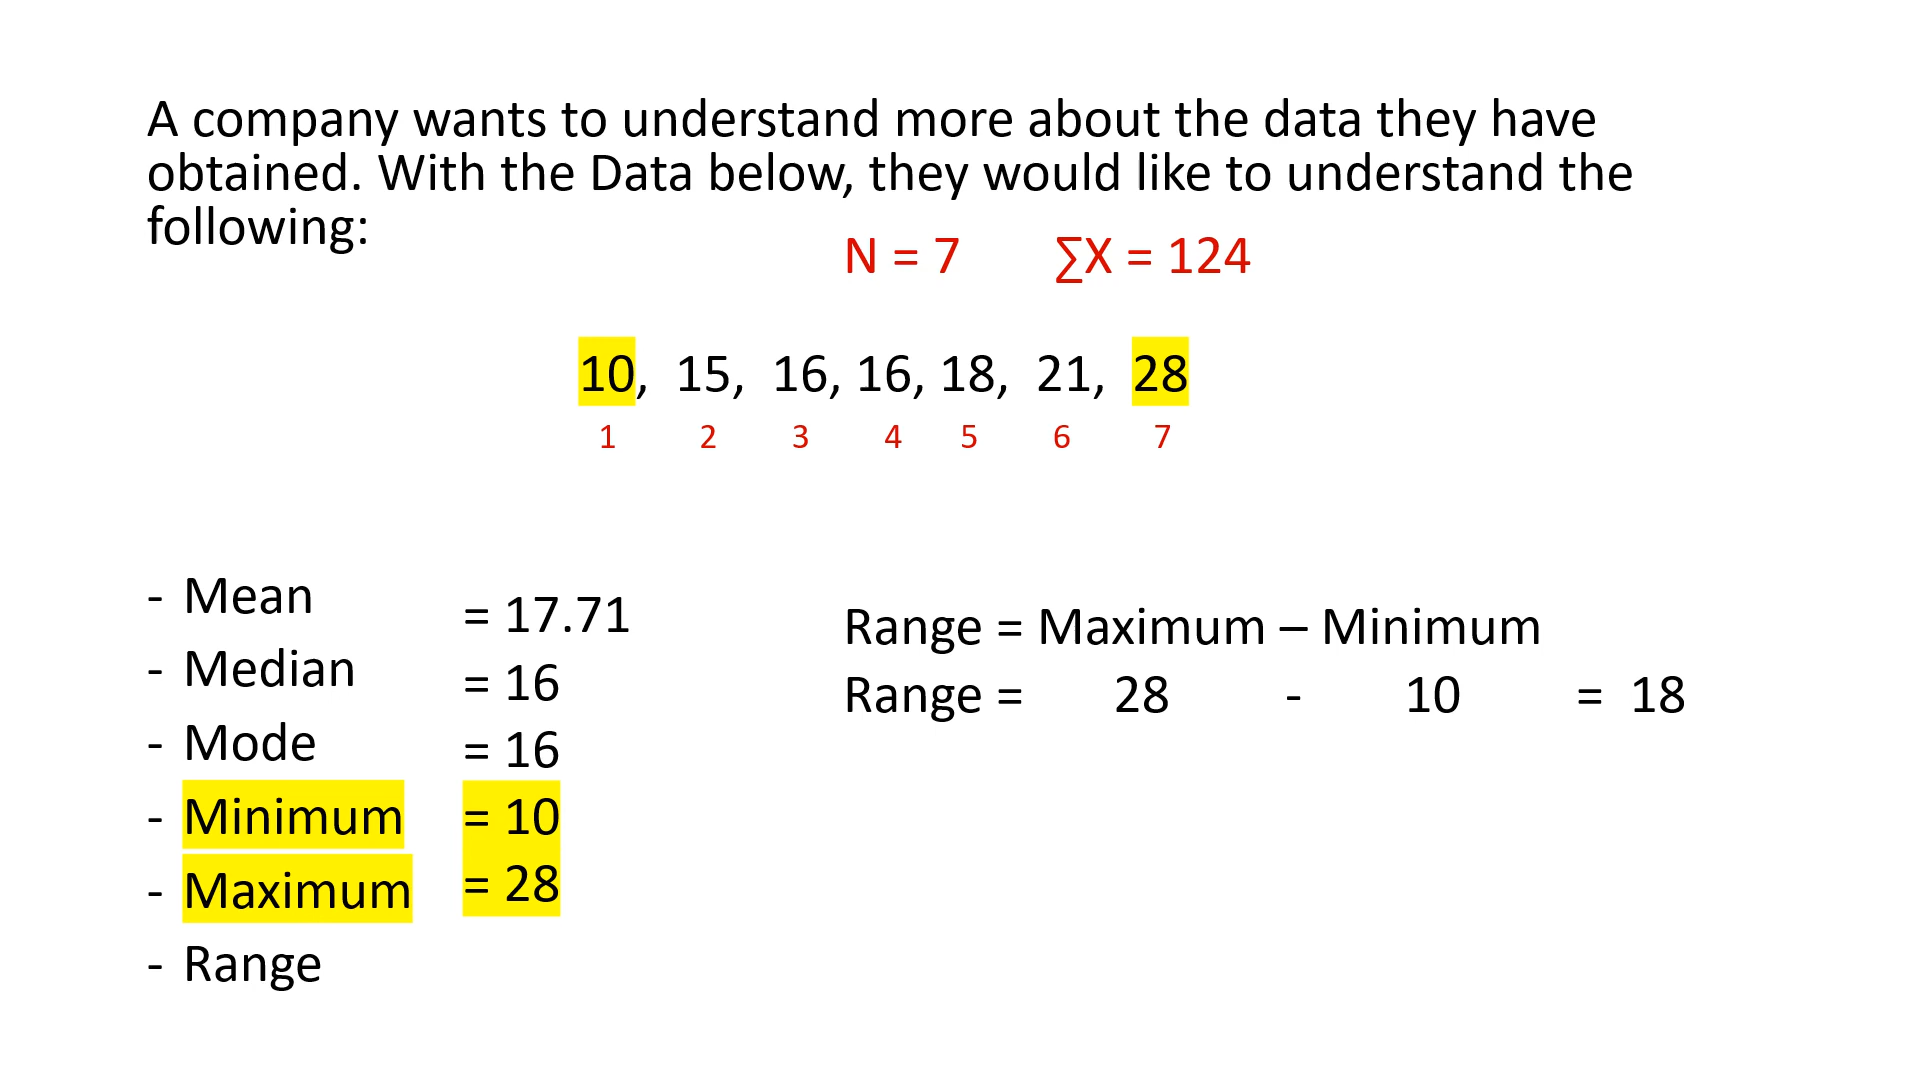 A company wants to understand more about the data they have
obtained. With the Data below, they would like to understand the
following:
N = 7 ∑X = 124
10, 15, 16, 16, 18, 21, 28
1 2 3 4 5 6 7
- Mean = 17.71
- Median = 16
- Mode = 16
- Minimum = 10
- Maximum = 28
- Range
Range = Maximum – Minimum
Range = 28 - 10 = 18